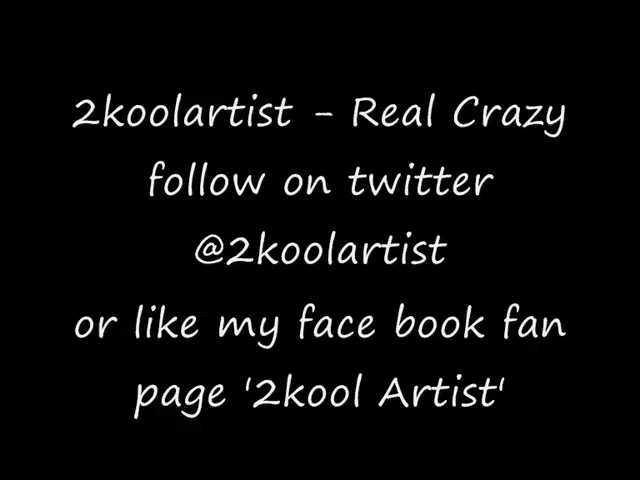 2koolartist - Real Crazy
follow on twitter
@2koolartist
or like my face book fan
page '2kool Artist'